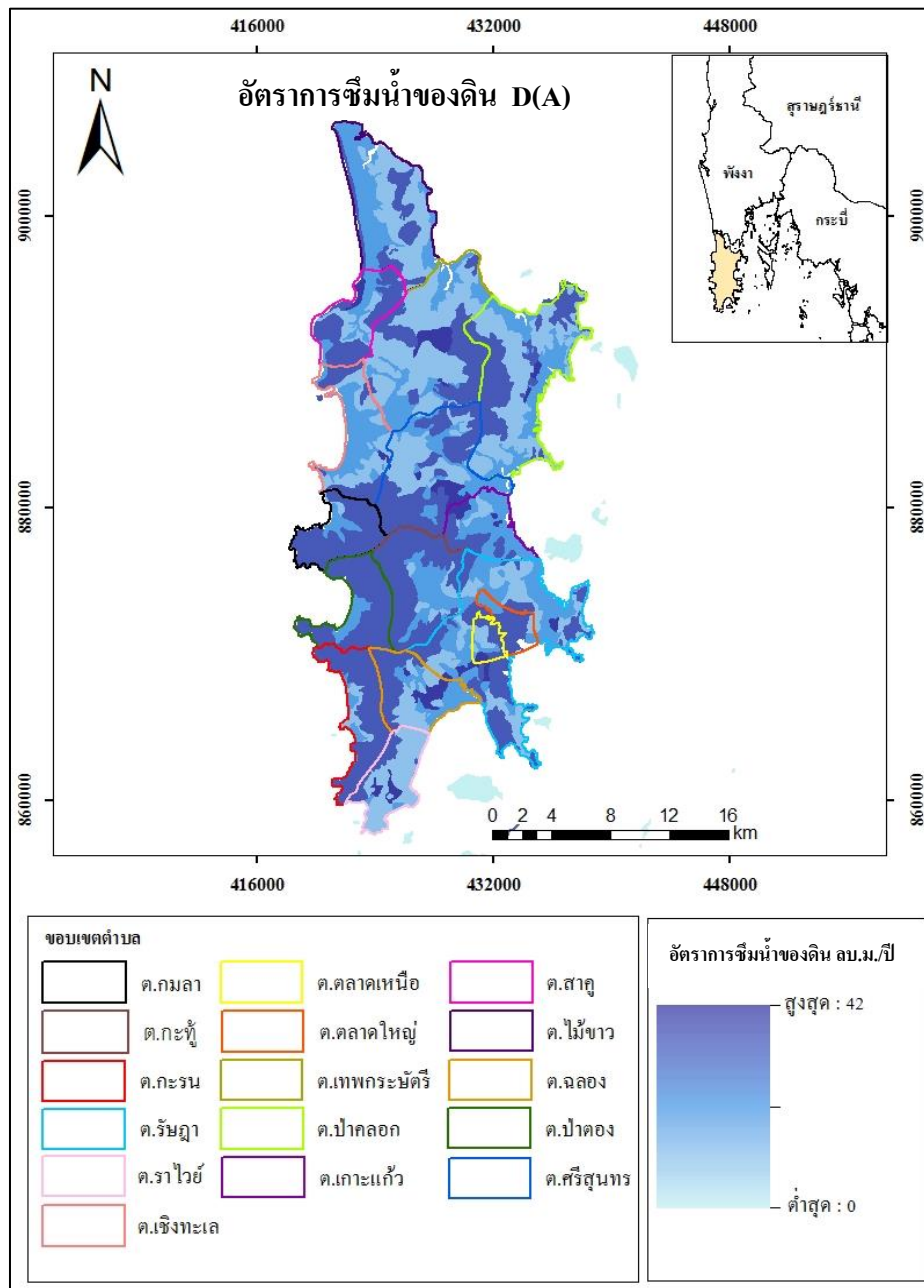 416000 432000 448000
N
อัตราการซึมน้ำของดิน D(A)
สุราษฎร์ธานี
พังงา
กระบี่
900000 900000
880000 880000
860000 860000
0 2 4 8 12 16
km
416000 432000 448000
ขอบเขตตำบล
ต.กมลา ต.ตลาดเหนือ ต.สาคู
ต.กะทู้ ต.ตลาดใหญ่ ต.ไม้ขาว
ต.กะรน ต.เทพกระษัตรี ต.ฉลอง
ต.รัษฎา ต.ป่าคลอก ต.ป่าตอง
ต.ราไวย์ ต.เกาะแก้ว ต.ศรีสุนทร
ต.เชิงทะเล
อัตราการซึมน้ำของดิน ลบ.ม./ปี
สูงสุด : 42
ต่ำสุด : 0